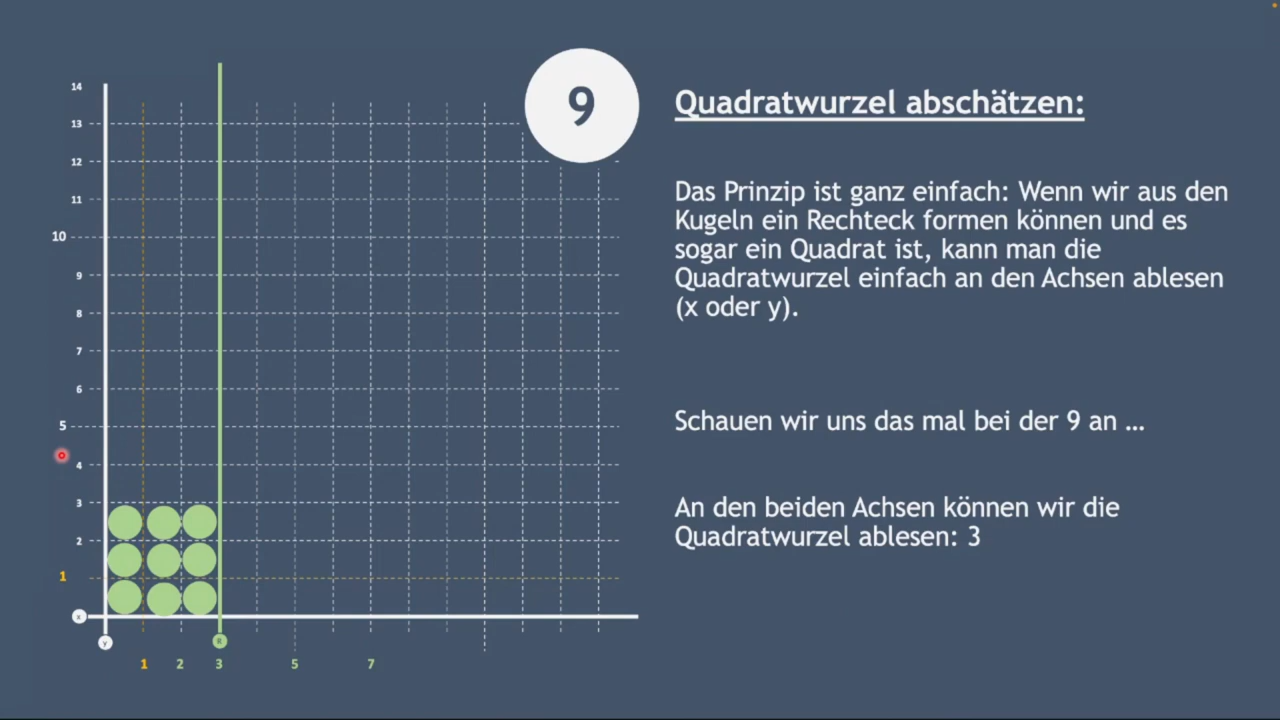 9
Quadratwurzel abschätzen:
Das Prinzip ist ganz einfach: Wenn wir aus den
Kugeln ein Rechteck formen können und es
sogar ein Quadrat ist, kann man die
Quadratwurzel einfach an den Achsen ablesen
(x oder y).
Schauen wir uns das mal bei der 9 an ...
An den beiden Achsen können wir die
Quadratwurzel ablesen: 3
14
13
12
11
10
9
8
7
6
5
4
3
2
1
x
y
1 2 3 5 7